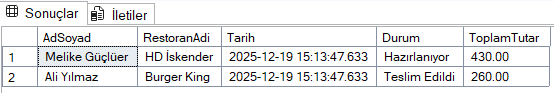 Sonuçlar İletiler
AdSoyad RestoranAdi Tarih Durum ToplamTutar
1 Melike Güçlüer HD İskender 2025-12-19 15:13:47.633 Hazırlanıyor 430.00
2 Ali Yılmaz Burger King 2025-12-19 15:13:47.633 Teslim Edildi 260.00